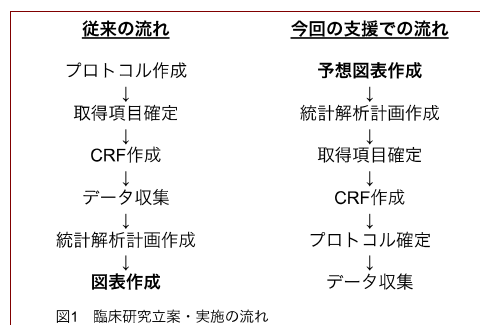 従来の流れ
プロトコル作成
↓
取得項目確定
↓
CRF作成
↓
データ収集
↓
統計解析計画作成
↓
図表作成
今回の支援での流れ
予想図表作成
↓
統計解析計画作成
↓
取得項目確定
↓
CRF作成
↓
プロトコル確定
↓
データ収集
図1 臨床研究立案・実施の流れ